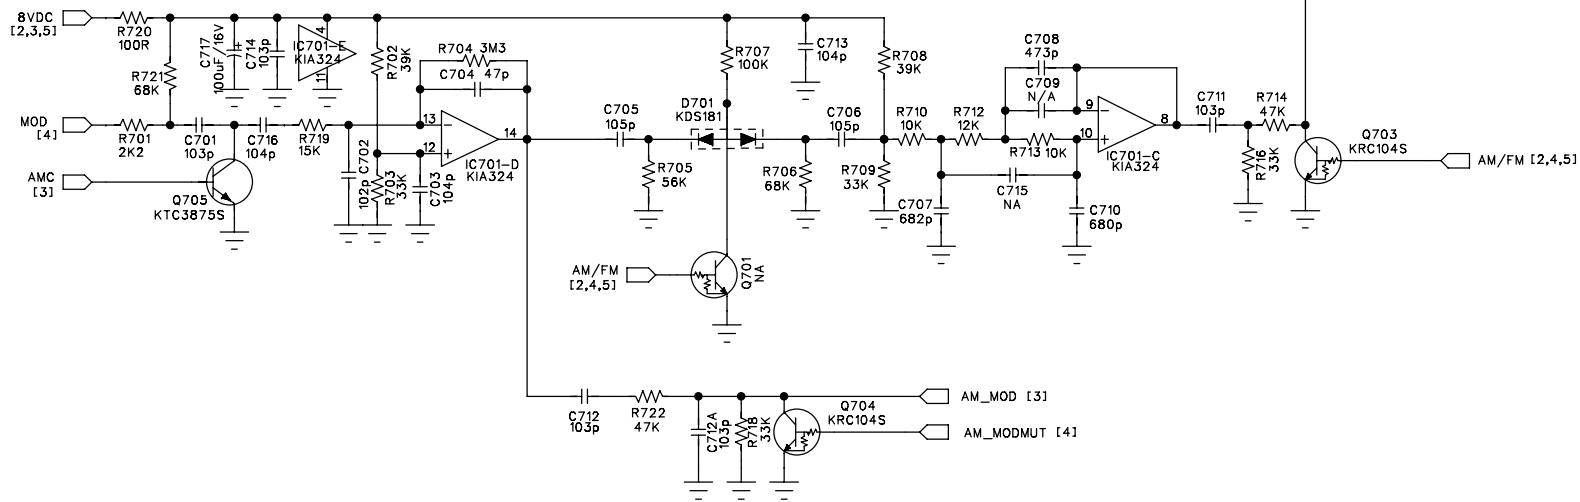 8VDC
[2,3,5]
R720
100R
R721
68K
C717
100uF/16V
+
C714
103p
4
IC701-E
KIA324
11
R702
39K
R704 3M3
C704 47p
MOD
[4]
R701
2K2
C701
103p
C716
104p
R719
15K
C702
102p
R703
33K
C703
104p
13
12
14
IC701-D
KIA324
AMC
[3]
Q705
KTC3875S
C705
105p
R705
56K
R707
100K
D701
KDS181
C713
104p
R706
68K
C706
105p
R708
39K
R709
33K
R710
10K
R712
12K
C708
473p
C709
N/A
R713 10K
C715
NA
C707
682p
C710
680p
9
10
8
IC701-C
KIA324
C711
103p
R714
47K
R716
33K
Q703
KRC104S
AM/FM [2,4,5]
AM/FM
[2,4,5]
Q701
NA
C712
103p
R722
47K
C712A
103p
R718
33K
Q704
KRC104S
AM_MOD [3]
AM_MODMUT [4]